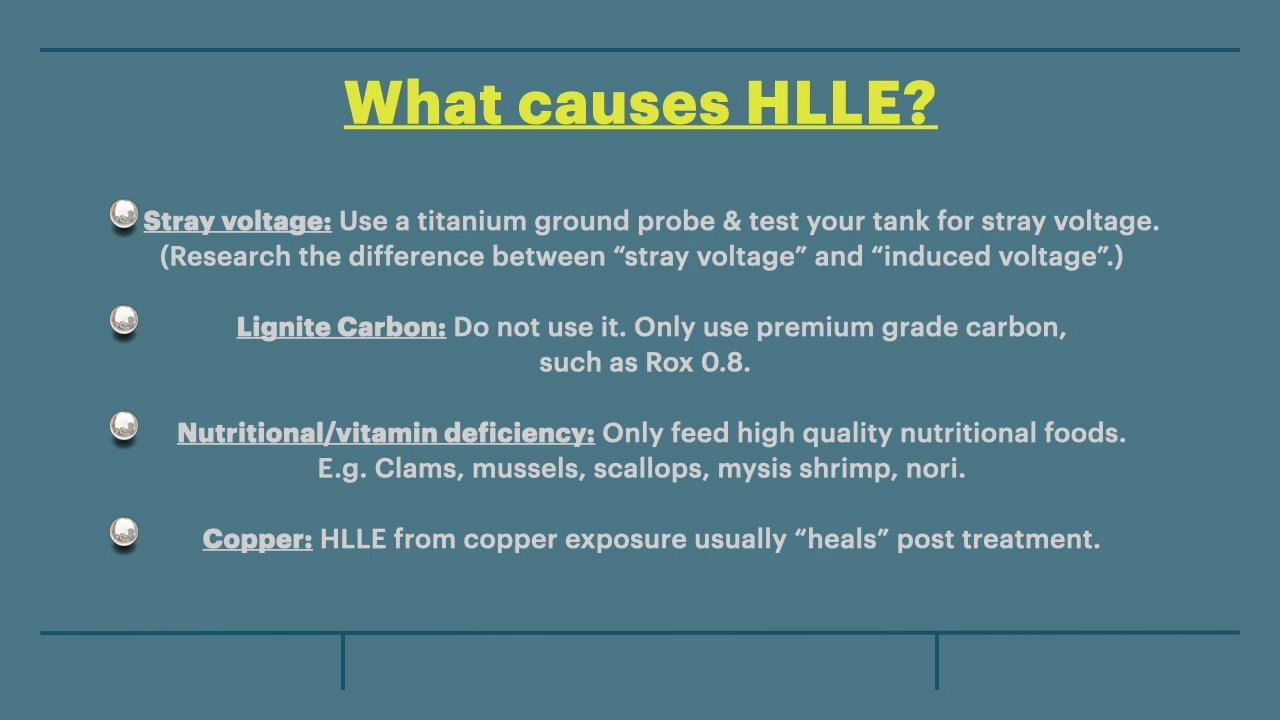 What causes HLLE?
Stray voltage: Use a titanium ground probe & test your tank for stray voltage.
(Research the difference between “stray voltage” and “induced voltage”.)
Lignite Carbon: Do not use it. Only use premium grade carbon,
such as Rox 0.8.
Nutritional/vitamin deficiency: Only feed high quality nutritional foods.
E.g. Clams, mussels, scallops, mysis shrimp, nori.
Copper: HLLE from copper exposure usually “heals” post treatment.